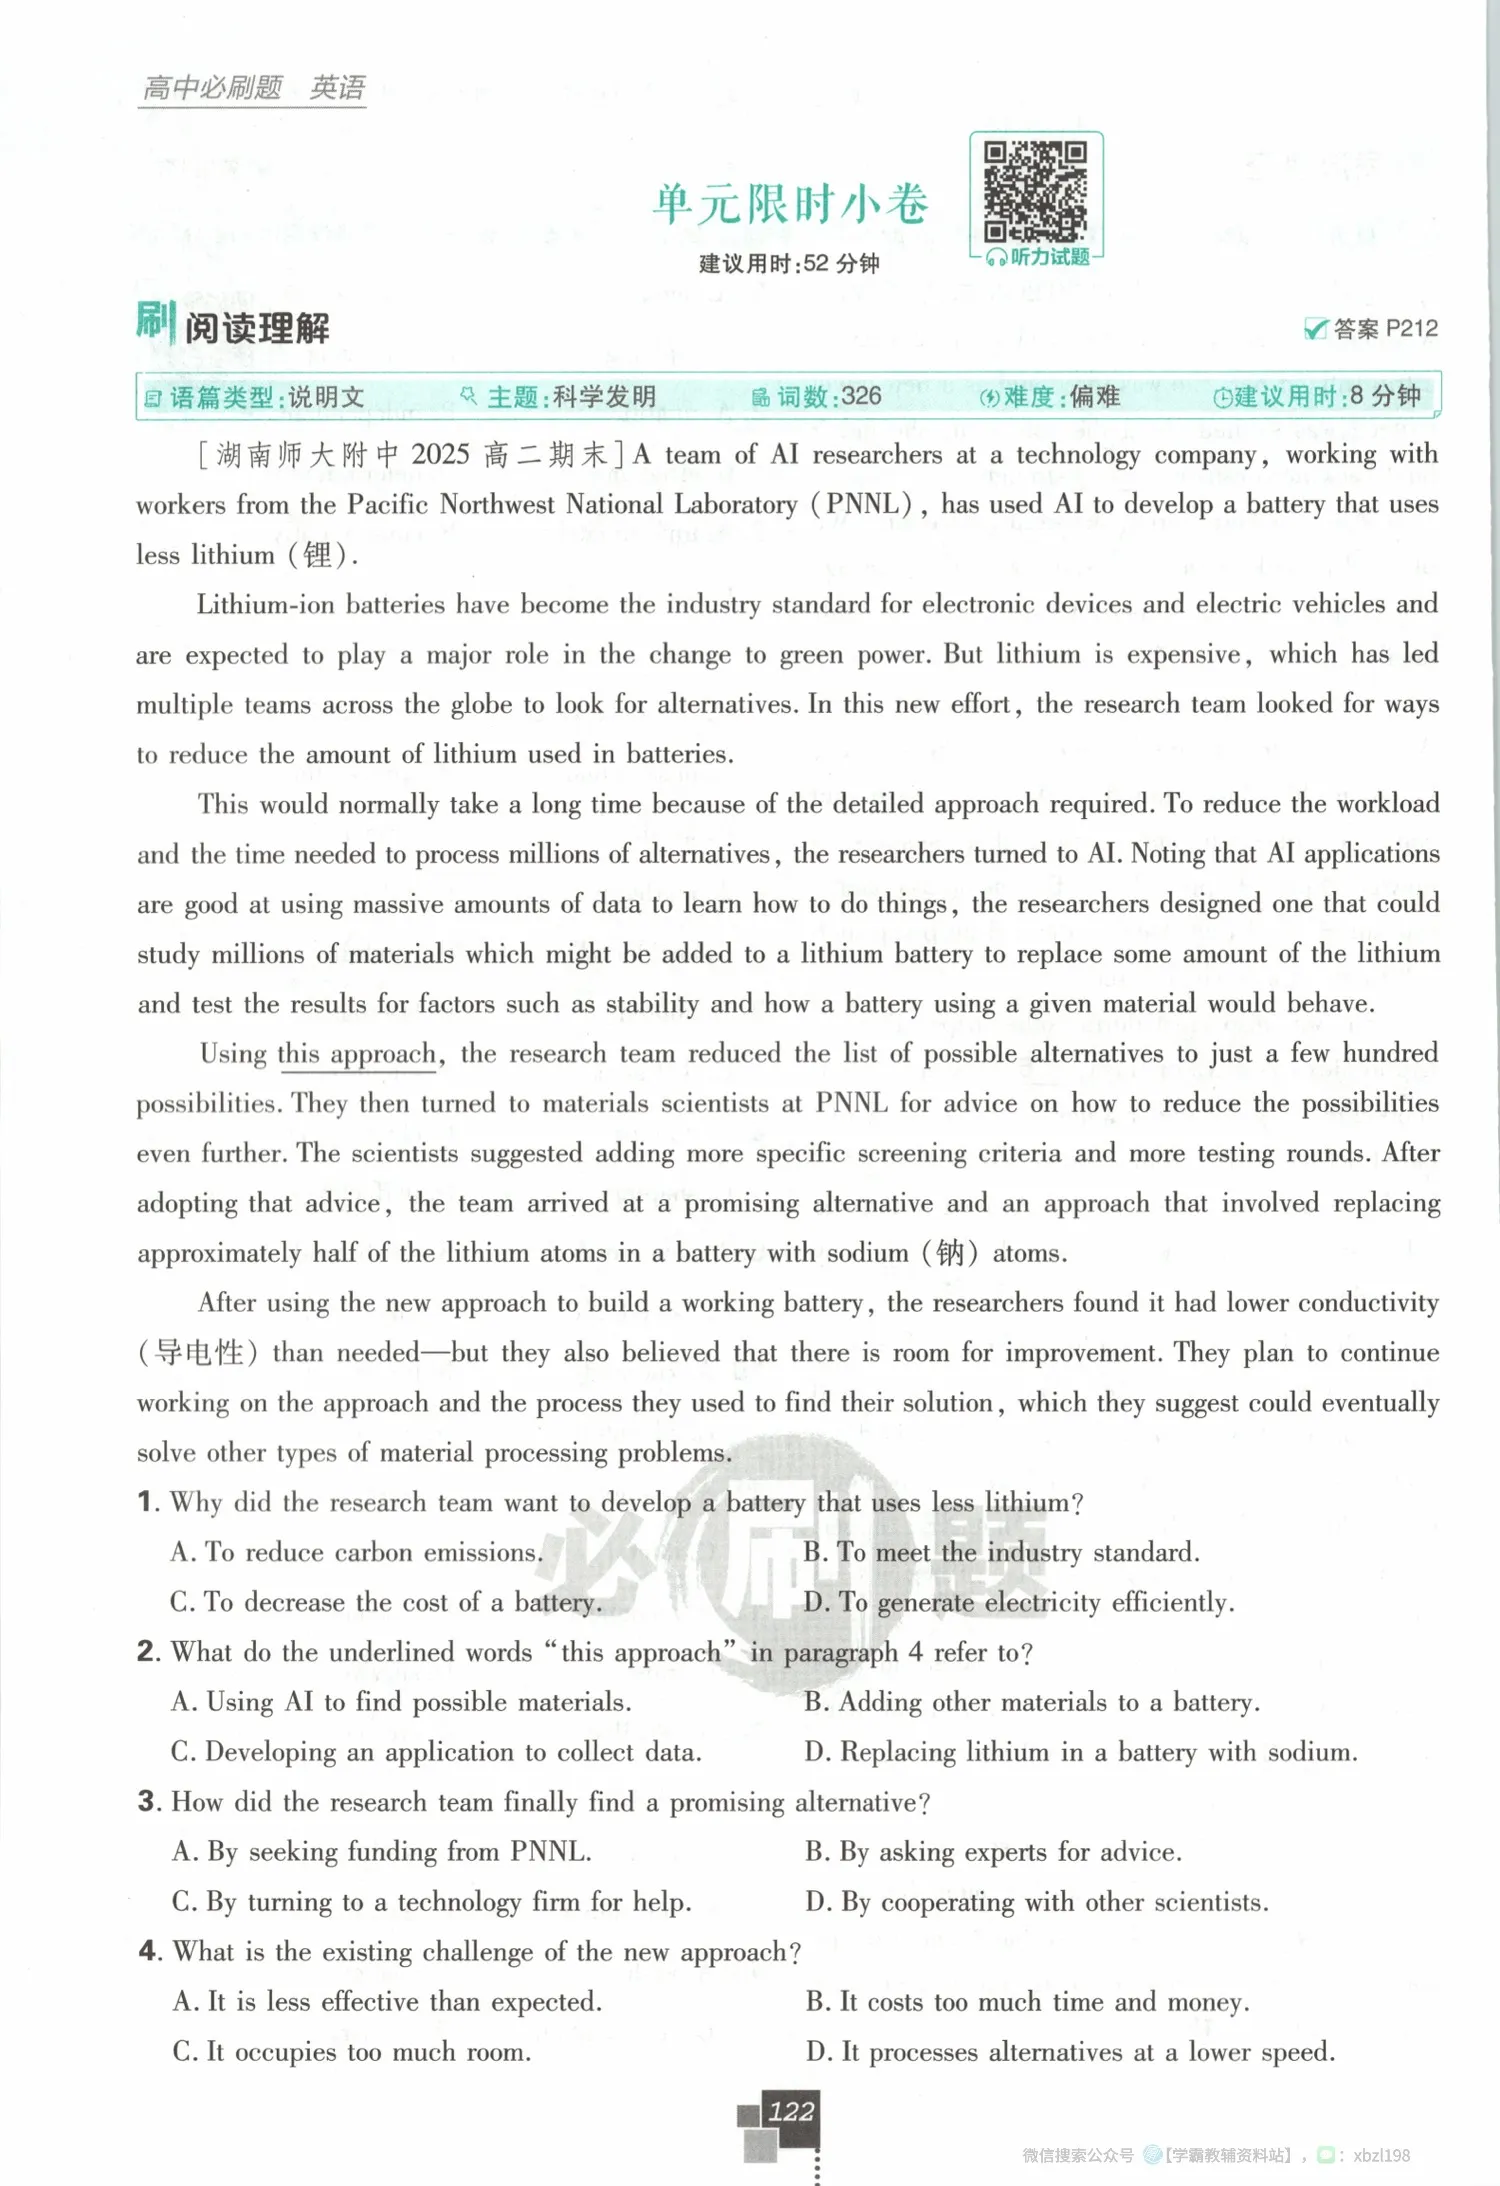 高中必刷题 英语
单元限时小卷
建议用时:52 分钟
听力试题
刷 阅读理解
答案 P212
语篇类型:说明文 主题:科学发明 词数:326 难度:偏难 建议用时:8 分钟
[湖南师大附中 2025 高二期末]A team of AI researchers at a technology company, working with
workers from the Pacific Northwest National Laboratory (PNNL), has used AI to develop a battery that uses
less lithium (锂).
Lithium-ion batteries have become the industry standard for electronic devices and electric vehicles and
are expected to play a major role in the change to green power. But lithium is expensive, which has led
multiple teams across the globe to look for alternatives. In this new effort, the research team looked for ways
to reduce the amount of lithium used in batteries.
This would normally take a long time because of the detailed approach required. To reduce the workload
and the time needed to process millions of alternatives, the researchers turned to AI. Noting that AI applications
are good at using massive amounts of data to learn how to do things, the researchers designed one that could
study millions of materials which might be added to a lithium battery to replace some amount of the lithium
and test the results for factors such as stability and how a battery using a given material would behave.
Using this approach, the research team reduced the list of possible alternatives to just a few hundred
possibilities. They then turned to materials scientists at PNNL for advice on how to reduce the possibilities
even further. The scientists suggested adding more specific screening criteria and more testing rounds. After
adopting that advice, the team arrived at a promising alternative and an approach that involved replacing
approximately half of the lithium atoms in a battery with sodium (钠) atoms.
After using the new approach to build a working battery, the researchers found it had lower conductivity
(导电性) than needed—but they also believed that there is room for improvement. They plan to continue
working on the approach and the process they used to find their solution, which they suggest could eventually
solve other types of material processing problems.
1. Why did the research team want to develop a battery that uses less lithium?
A. To reduce carbon emissions. B. To meet the industry standard.
C. To decrease the cost of a battery. D. To generate electricity efficiently.
2. What do the underlined words “this approach” in paragraph 4 refer to?
A. Using AI to find possible materials. B. Adding other materials to a battery.
C. Developing an application to collect data. D. Replacing lithium in a battery with sodium.
3. How did the research team finally find a promising alternative?
A. By seeking funding from PNNL. B. By asking experts for advice.
C. By turning to a technology firm for help. D. By cooperating with other scientists.
4. What is the existing challenge of the new approach?
A. It is less effective than expected. B. It costs too much time and money.
C. It occupies too much room. D. It processes alternatives at a lower speed.
必刷题
122
微信搜索公众号 【学霸教辅资料站】, : xbzl198